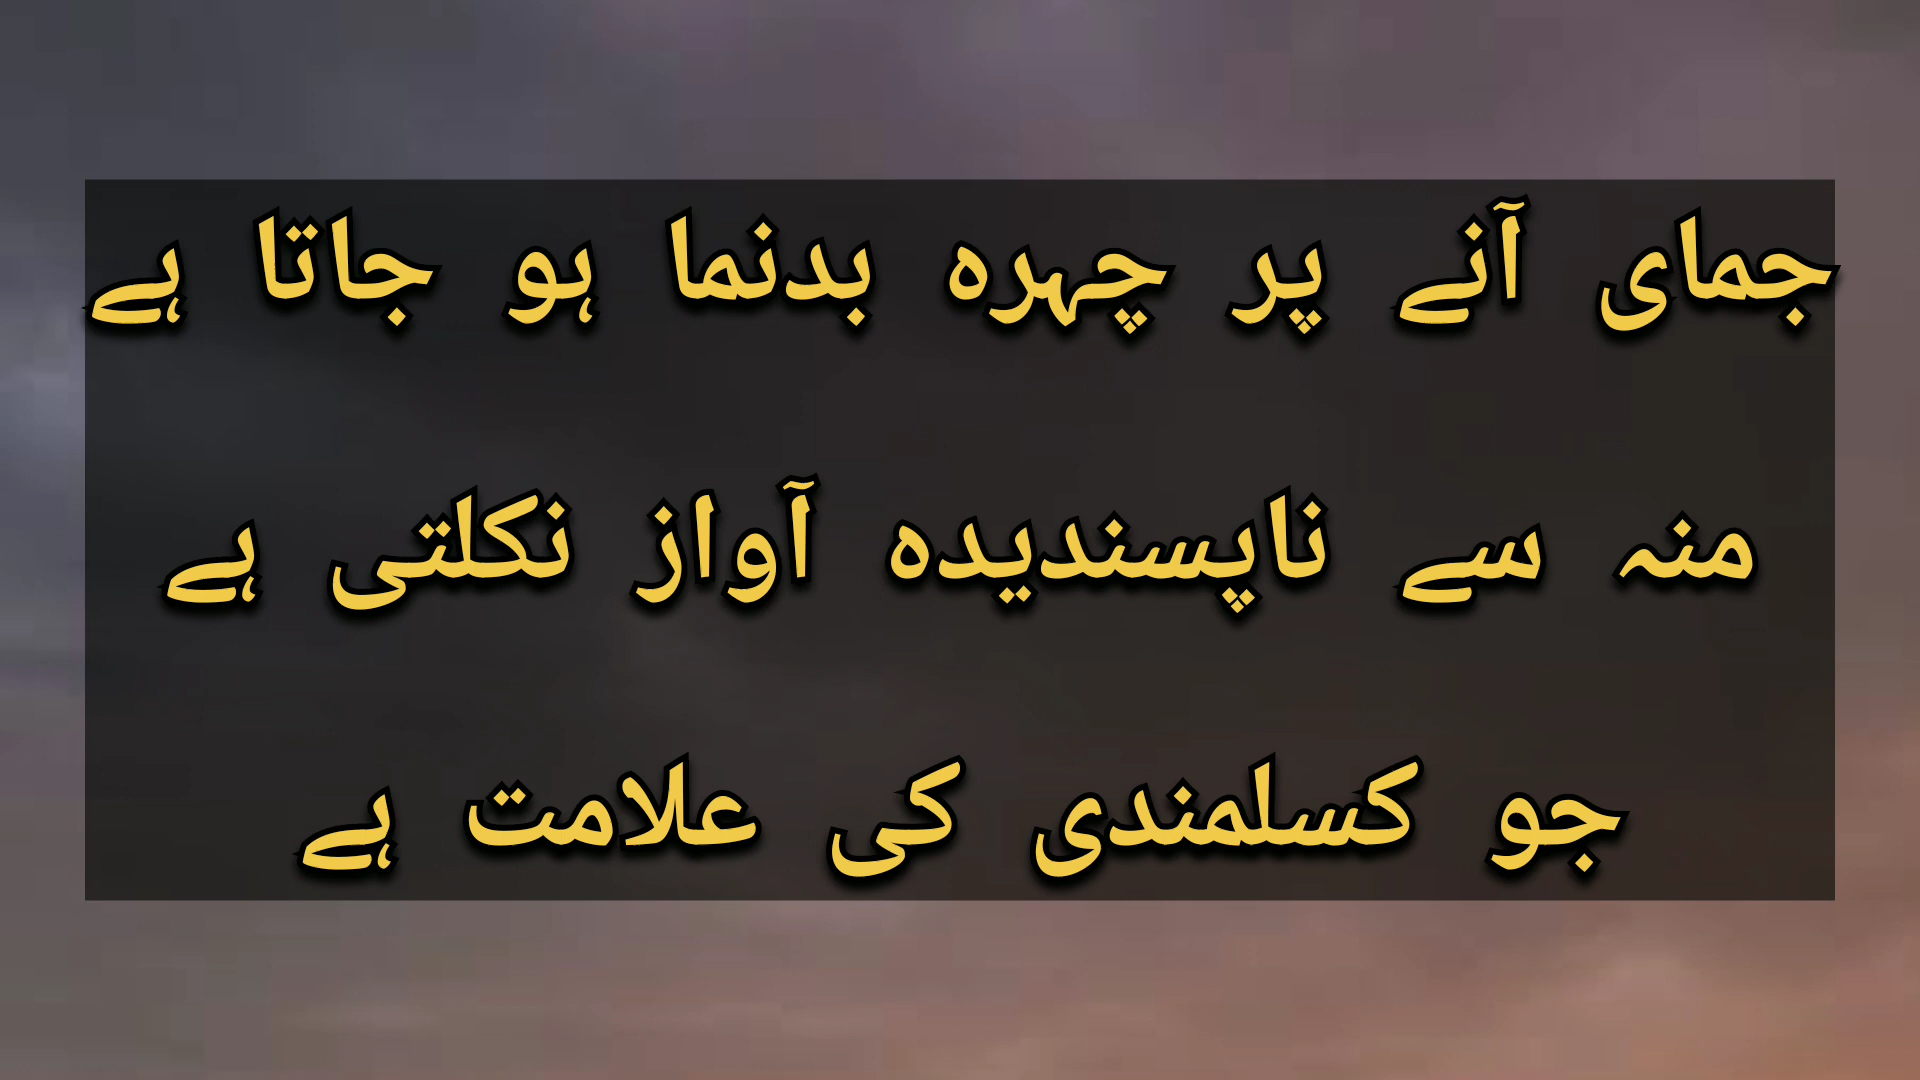 جمای آنے پر چہرہ بدنما ہو جاتا ہے
منہ سے ناپسندیدہ آواز نکلتی ہے
جو کسلمندی کی علامت ہے